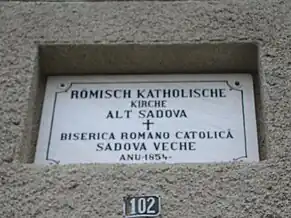 RÖMISCH KATHOLISCHE
KIRCHE
ALT SADOVA
BISERICA ROMANO CATOLICĂ
SADOVA VECHE
ANU-1854-
102